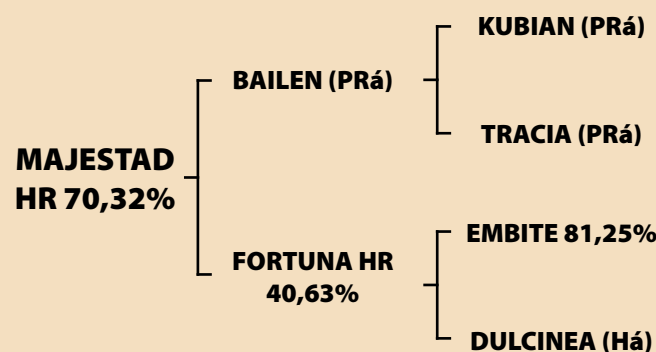 MAJESTAD
HR 70,32%
BAILEN (PRá)
KUBIAN (PRá)
TRACIA (PRá)
FORTUNA HR
40,63%
EMBITE 81,25%
DULCINEA (Há)